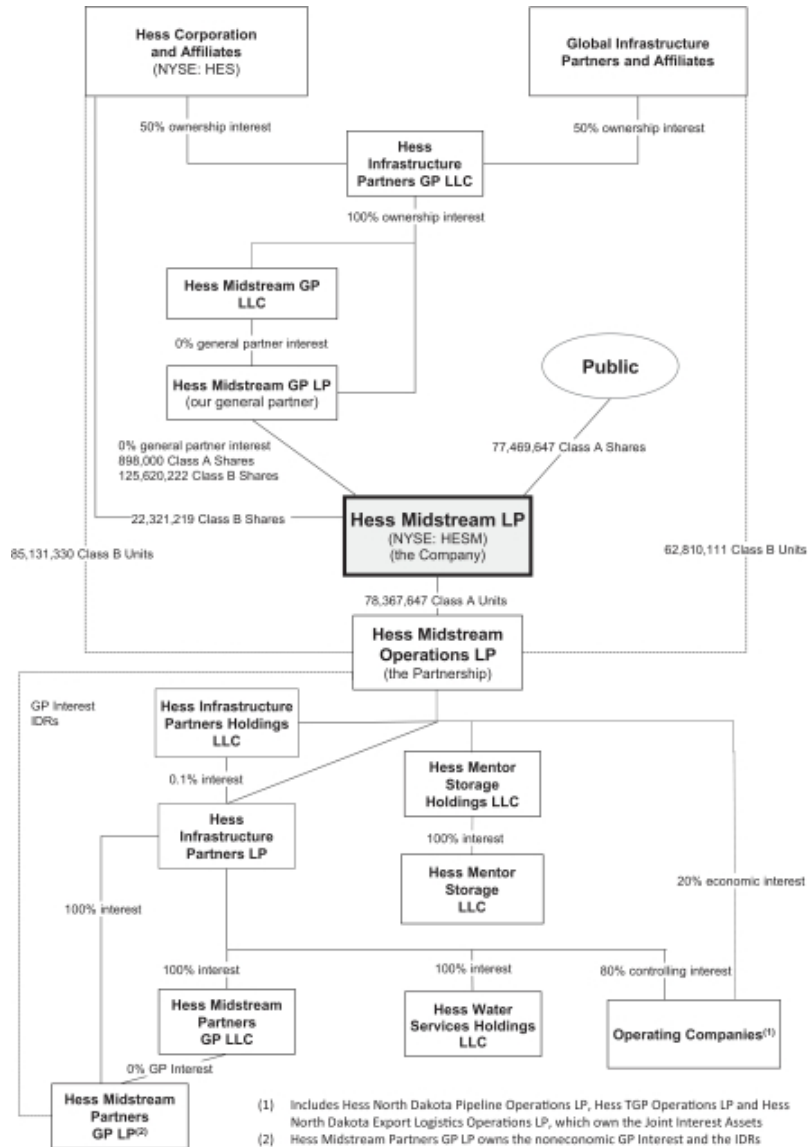 Hess Corporation
and Affiliates
(NYSE: HES)
Global Infrastructure
Partners and Affiliates
50% ownership interest
50% ownership interest
Hess
Infrastructure
Partners GP LLC
100% ownership interest
Hess Midstream GP
LLC
0% general partner interest
Hess Midstream GP LP
(our general partner)
Public
0% general partner interest
898,000 Class A Shares
125,620,222 Class B Shares
77,469,647 Class A Shares
22,321,219 Class B Shares
Hess Midstream LP
(NYSE: HESM)
(the Company)
85,131,330 Class B Units
62,810,111 Class B Units
78,367,647 Class A Units
Hess Midstream
Operations LP
(the Partnership)
GP Interest
IDRs
Hess Infrastructure
Partners Holdings
LLC
0.1% interest
Hess Mentor
Storage
Holdings LLC
Hess
Infrastructure
Partners LP
100% interest
Hess Mentor
Storage
LLC
20% economic interest
100% interest
100% interest
100% interest
80% controlling interest
Hess Midstream
Partners
GP LLC
Hess Water
Services Holdings
LLC
Operating Companies(1)
0% GP Interest
Hess Midstream
Partners
GP LP(2)
(1) Includes Hess North Dakota Pipeline Operations LP, Hess TGP Operations LP and Hess
North Dakota Export Logistics Operations LP, which own the Joint Interest Assets
(2) Hess Midstream Partners GP LP owns the noneconomic GP Interest and the IDRs